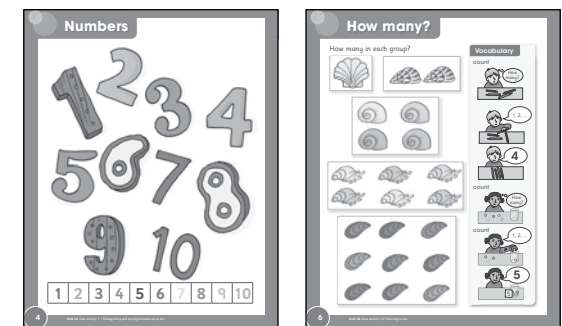 Numbers
1
2
3
4
5
6
7
8
9
10
1 2 3 4 5 6 7 8 9 10
4
How many?
How many in each group?
Vocabulary
count
How
many?
1, 2, ...
4
count
How
many?
count
1, 2, ...
5
5
6